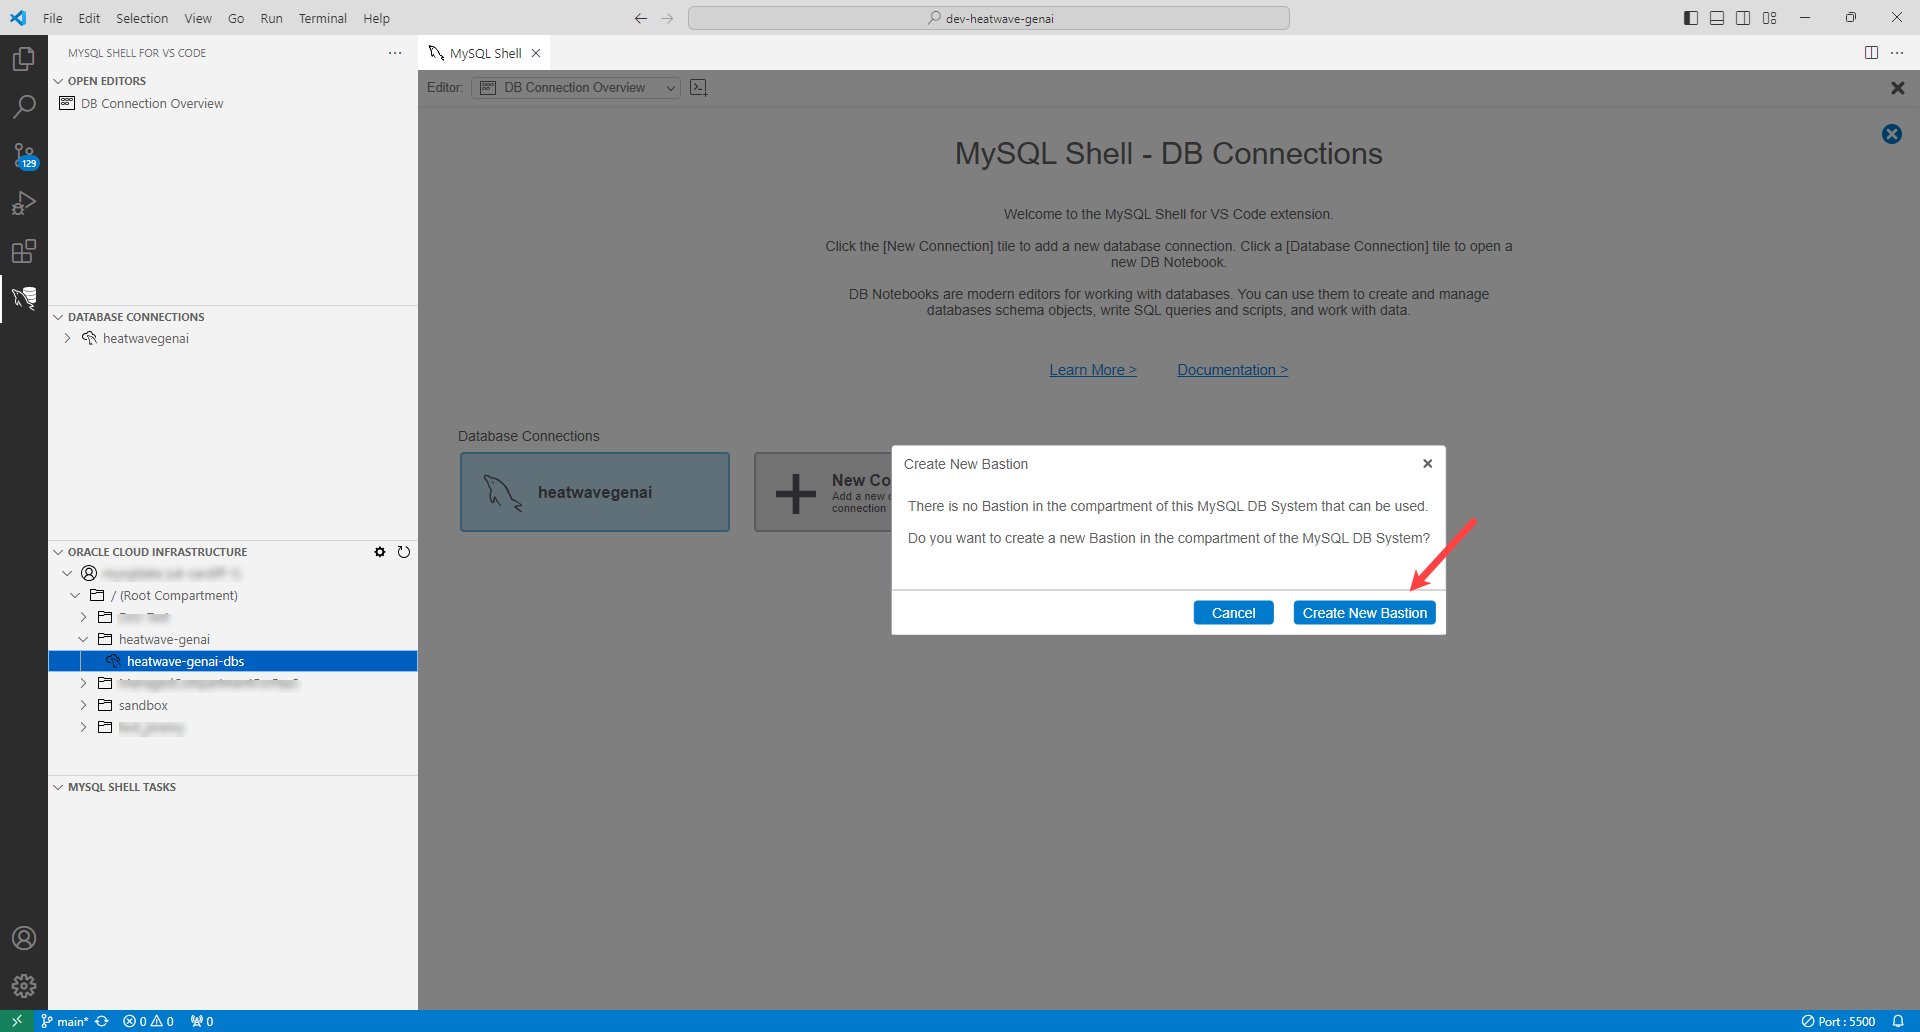 File Edit Selection View Go Run Terminal Help
dev-heatwave-genai
MYSQL SHELL FOR VS CODE
MySQL Shell
OPEN EDITORS
DB Connection Overview
129
DATABASE CONNECTIONS
heatwavegenai
ORACLE CLOUD INFRASTRUCTURE
/ (Root Compartment)
heatwave-genai
heatwave-genai-dbs
sandbox
MYSQL SHELL TASKS
Editor: DB Connection Overview
MySQL Shell - DB Connections
Welcome to the MySQL Shell for VS Code extension.
Click the [New Connection] tile to add a new database connection. Click a [Database Connection] tile to open a
new DB Notebook.
DB Notebooks are modern editors for working with databases. You can use them to create and manage
databases schema objects, write SQL queries and scripts, and work with data.
Learn More > Documentation >
Database Connections
heatwavegenai
New Co
Add a new
connection
Create New Bastion
There is no Bastion in the compartment of this MySQL DB System that can be used.
Do you want to create a new Bastion in the compartment of the MySQL DB System?
Cancel Create New Bastion
main* 0 0 0
Port : 5500